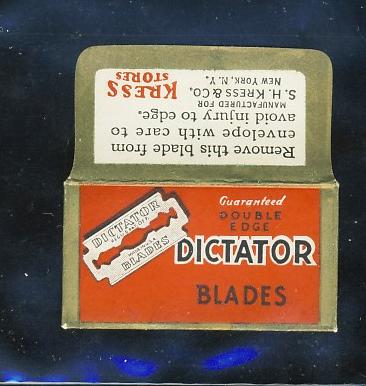 Remove this blade from
envelope with care to
avoid injury to edge.
MANUFACTURED FOR
S. H. KRESS & CO.
NEW YORK, N. Y.
KRESS
STORES
Guaranteed
DOUBLE
EDGE
DICTATOR
BLADES
DICTATOR
BLADES